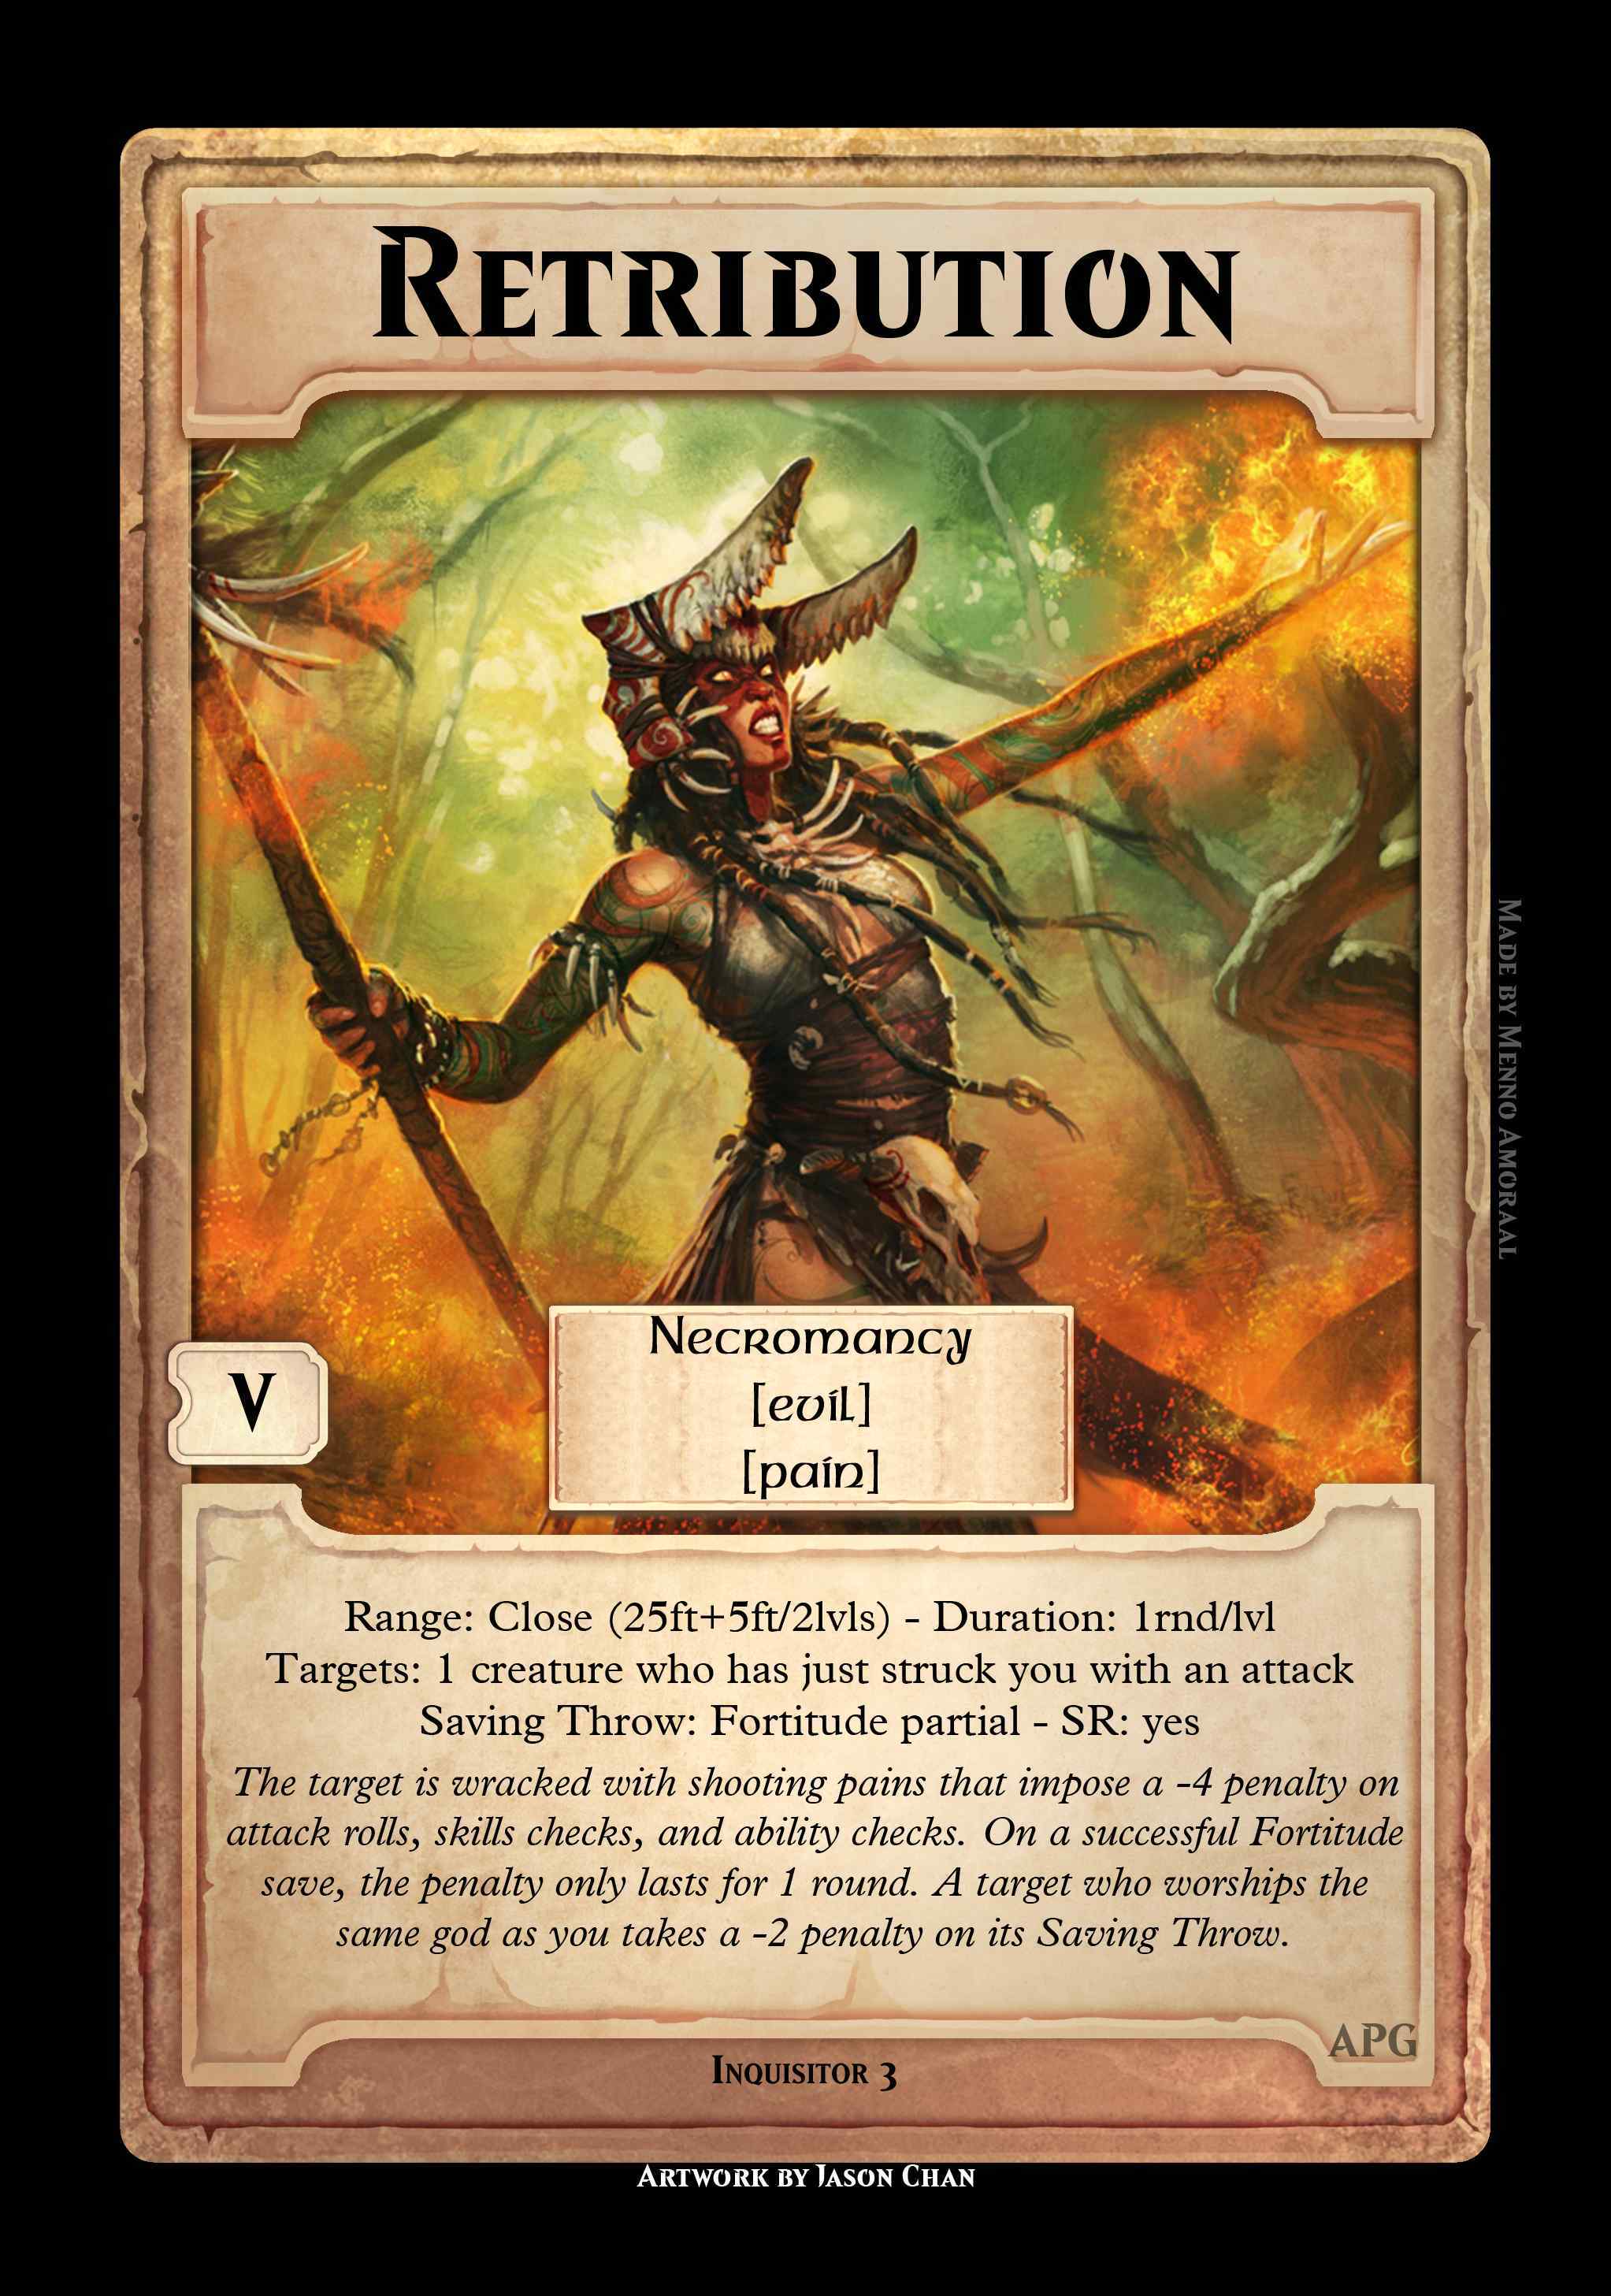 Retribution
Necromancy
[evil]
[pain]
V
Range: Close (25ft+5ft/2lvls) - Duration: 1rnd/lvl
Targets: 1 creature who has just struck you with an attack
Saving Throw: Fortitude partial - SR: yes
The target is wracked with shooting pains that impose a -4 penalty on
attack rolls, skills checks, and ability checks. On a successful Fortitude
save, the penalty only lasts for 1 round. A target who worships the
same god as you takes a -2 penalty on its Saving Throw.
APG
Inquisitor 3
Artwork by Jason Chan
Made by Menno Amoraal